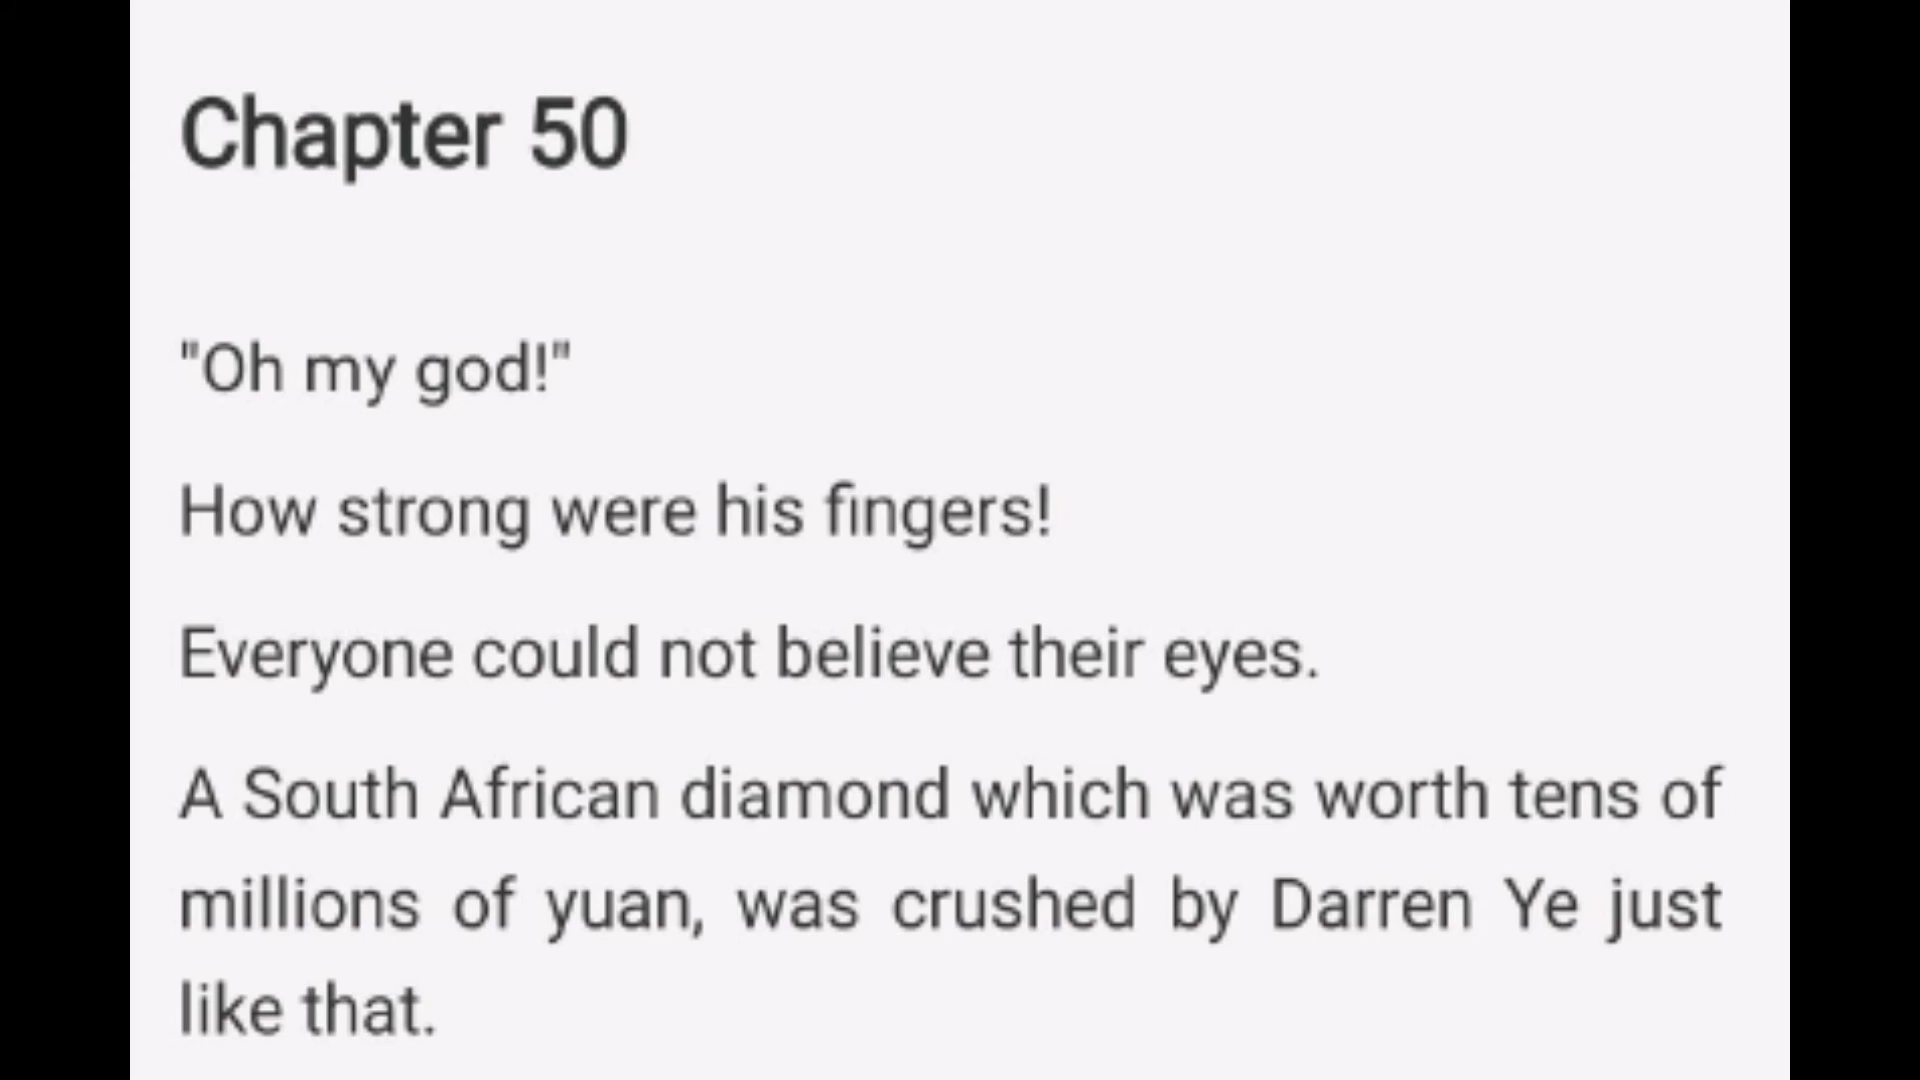 Chapter 50
"Oh my god!"
How strong were his fingers!
Everyone could not believe their eyes.
A South African diamond which was worth tens of
millions of yuan, was crushed by Darren Ye just
like that.